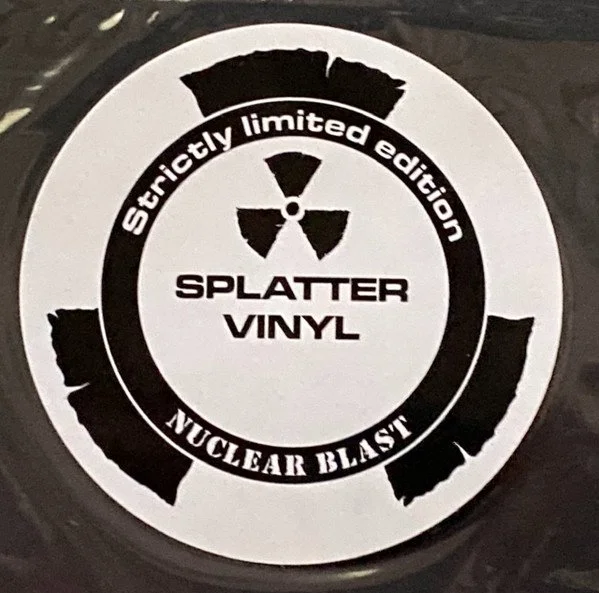 Strictly limited edition
SPLATTER
VINYL
NUCLEAR BLAST